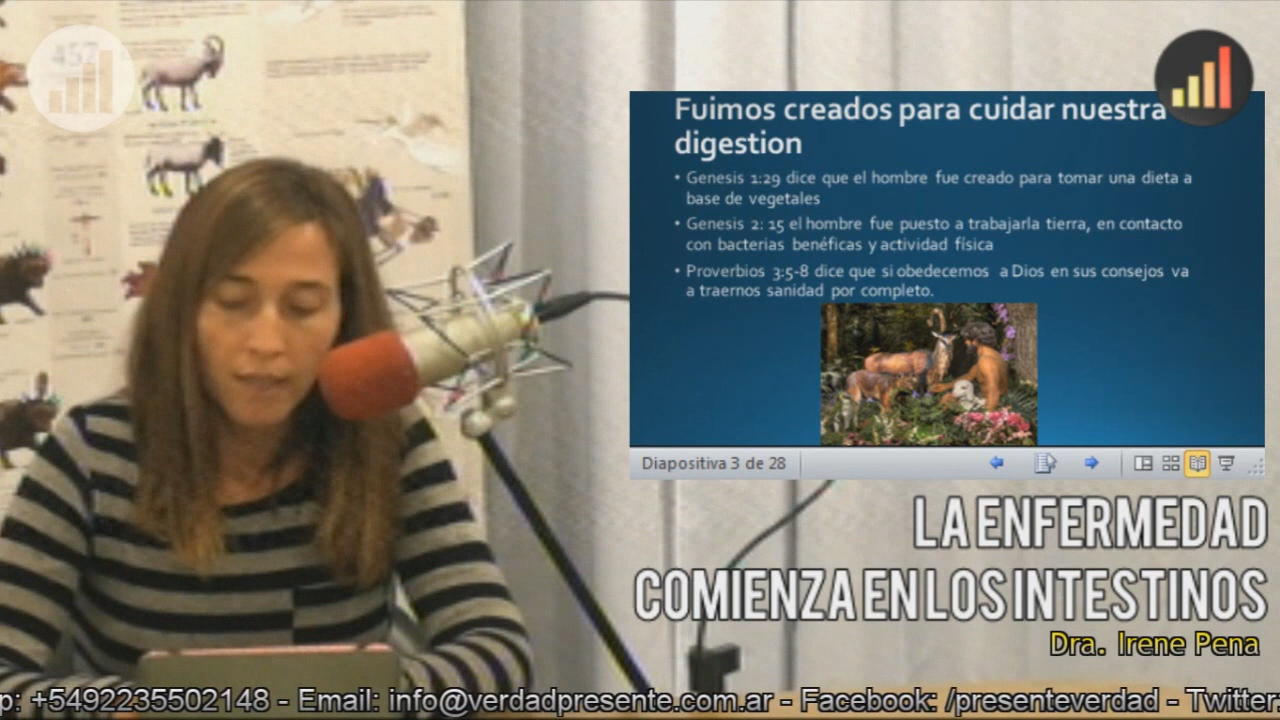 457
Fuimos creados para cuidar nuestra
digestion
• Genesis 1:29 dice que el hombre fue creado para tomar una dieta a
base de vegetales
• Genesis 2: 15 el hombre fue puesto a trabajarla tierra, en contacto
con bacterias benéficas y actividad física
• Proverbios 3:5-8 dice que si obedecemos a Dios en sus consejos va
a traernos sanidad por completo.
Diapositiva 3 de 28
LA ENFERMEDAD
COMIENZA EN LOS INTESTINOS
Dra. Irene Pena
p: +5492235502148 - Email: info@verdadpresente.com.ar - Facebook: /presenteverdad - Twitter: